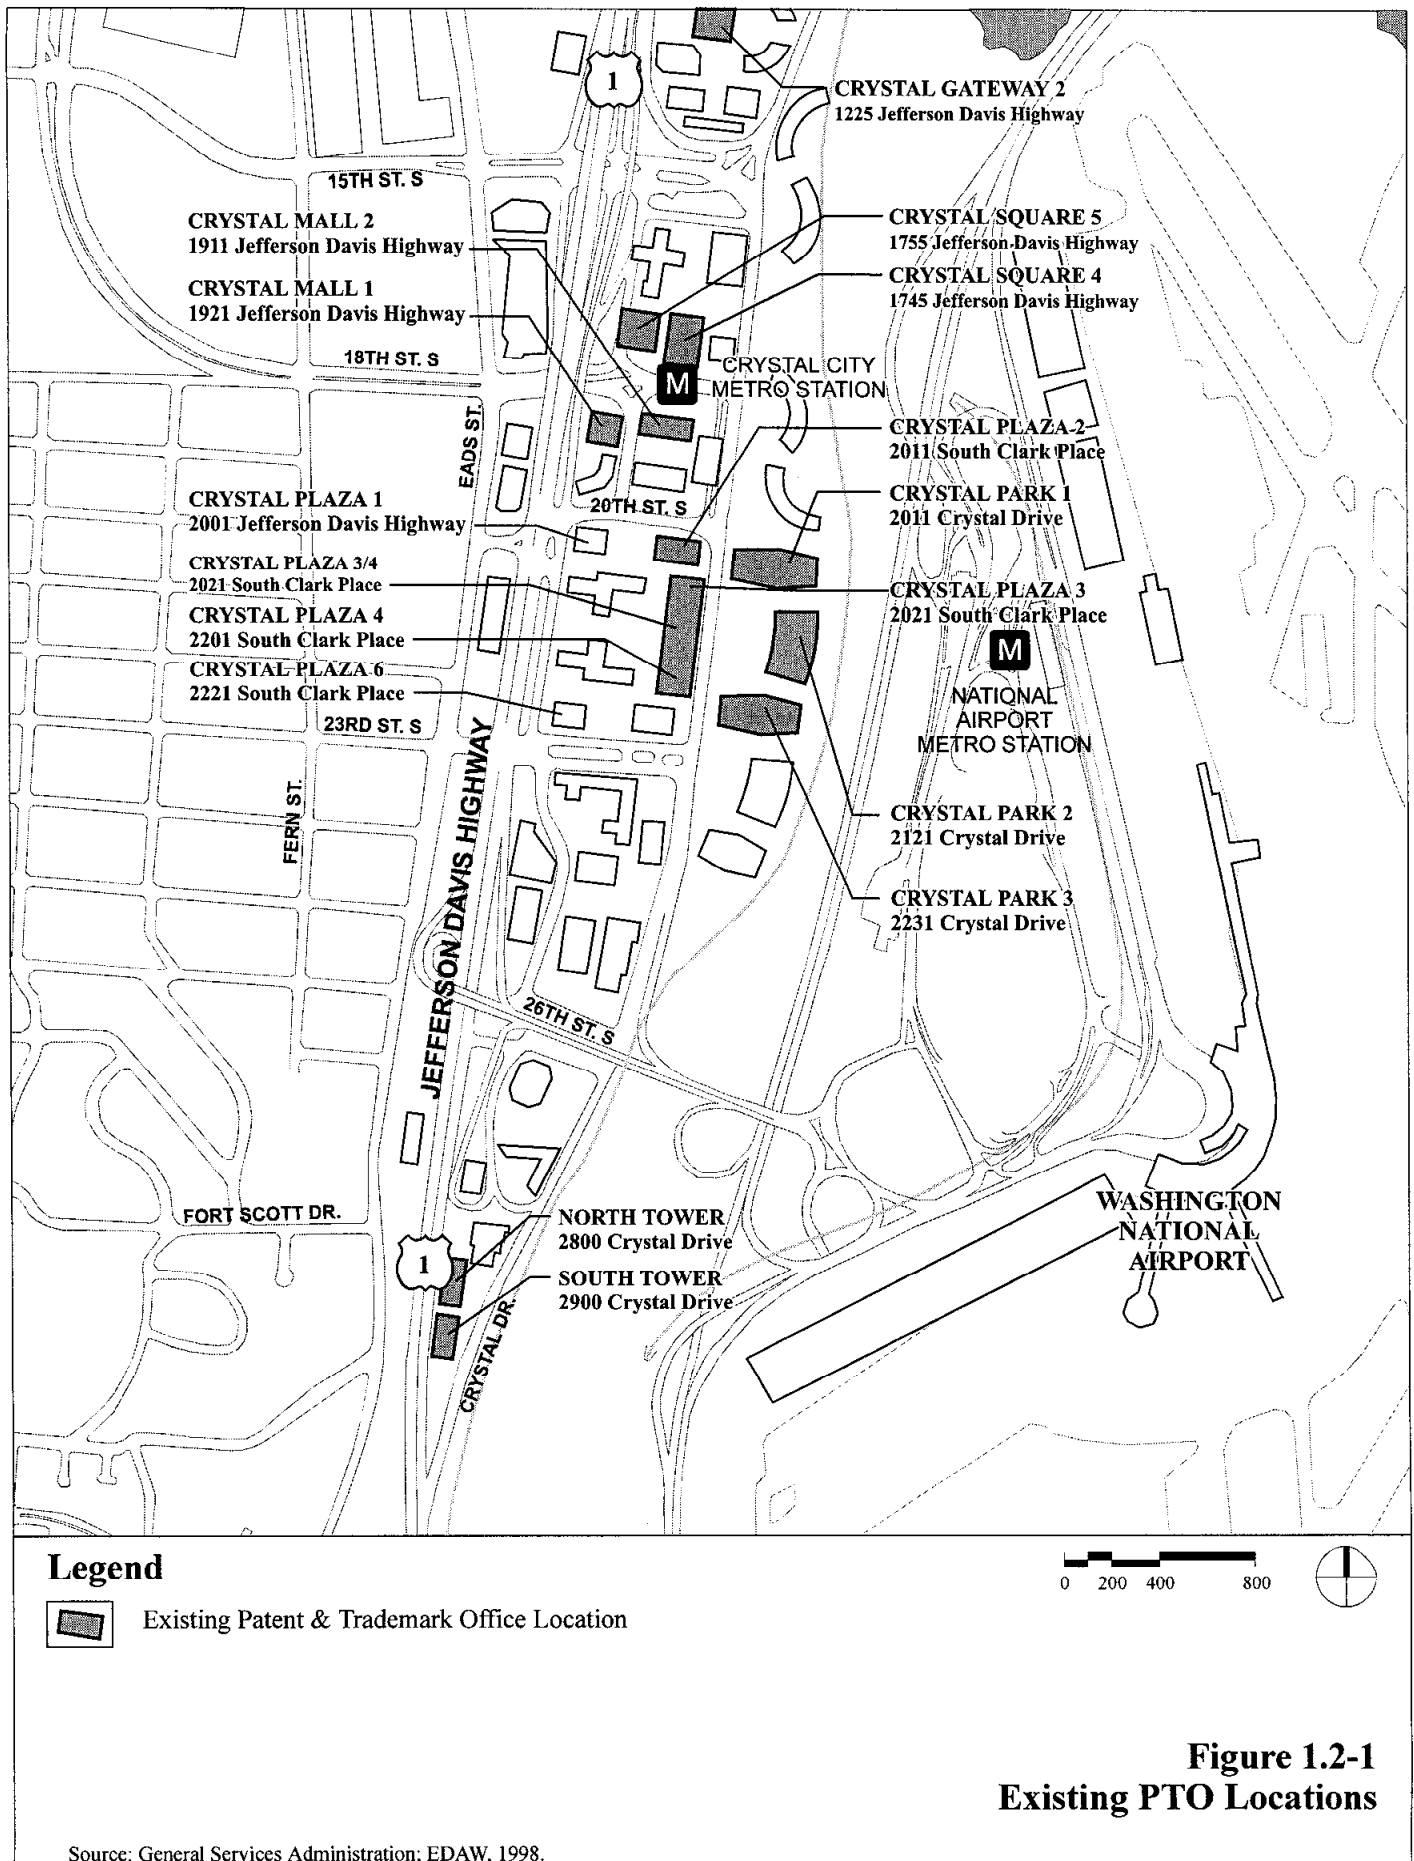 1
CRYSTAL GATEWAY 2
1225 Jefferson Davis Highway
15TH ST. S
CRYSTAL MALL 2
1911 Jefferson Davis Highway
CRYSTAL SQUARE 5
1755 Jefferson Davis Highway
CRYSTAL MALL 1
1921 Jefferson Davis Highway
CRYSTAL SQUARE 4
1745 Jefferson Davis Highway
18TH ST. S
M
CRYSTAL CITY
METRO STATION
EADS ST.
CRYSTAL PLAZA 2
2011 South Clark Place
CRYSTAL PLAZA 1
2001 Jefferson Davis Highway
20TH ST. S
CRYSTAL PARK 1
2011 Crystal Drive
CRYSTAL PLAZA 3/4
2021 South Clark Place
CRYSTAL PLAZA 3
2021 South Clark Place
CRYSTAL PLAZA 4
2201 South Clark Place
M
NATIONAL
AIRPORT
METRO STATION
CRYSTAL PLAZA 6
2221 South Clark Place
23RD ST. S
JEFFERSON DAVIS HIGHWAY
FERN ST.
CRYSTAL PARK 2
2121 Crystal Drive
CRYSTAL PARK 3
2231 Crystal Drive
26TH ST. S
FORT SCOTT DR.
NORTH TOWER
2800 Crystal Drive
1
SOUTH TOWER
2900 Crystal Drive
CRYSTAL DR.
WASHINGTON
NATIONAL
AIRPORT
Legend
Existing Patent & Trademark Office Location
0 200 400 800
Figure 1.2-1
Existing PTO Locations
Source: General Services Administration; EDAW, 1998.